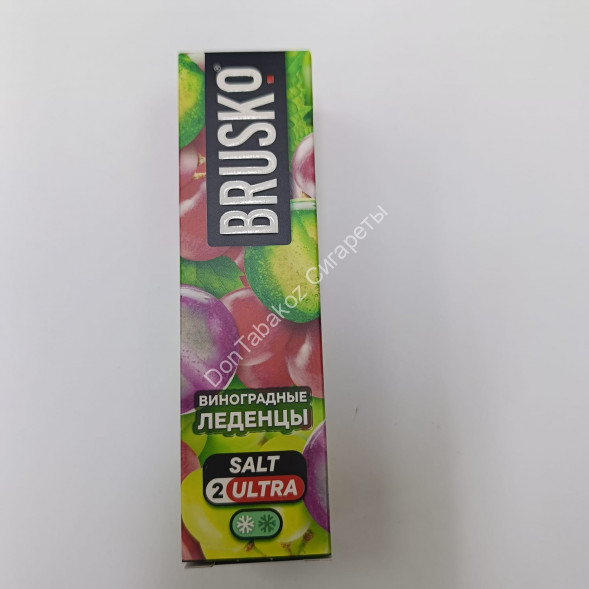 BRUSKO®
ВИНОГРАДНЫЕ
ЛЕДЕНЦЫ
SALT
2 ULTRA
DonTabakoz Сигареты